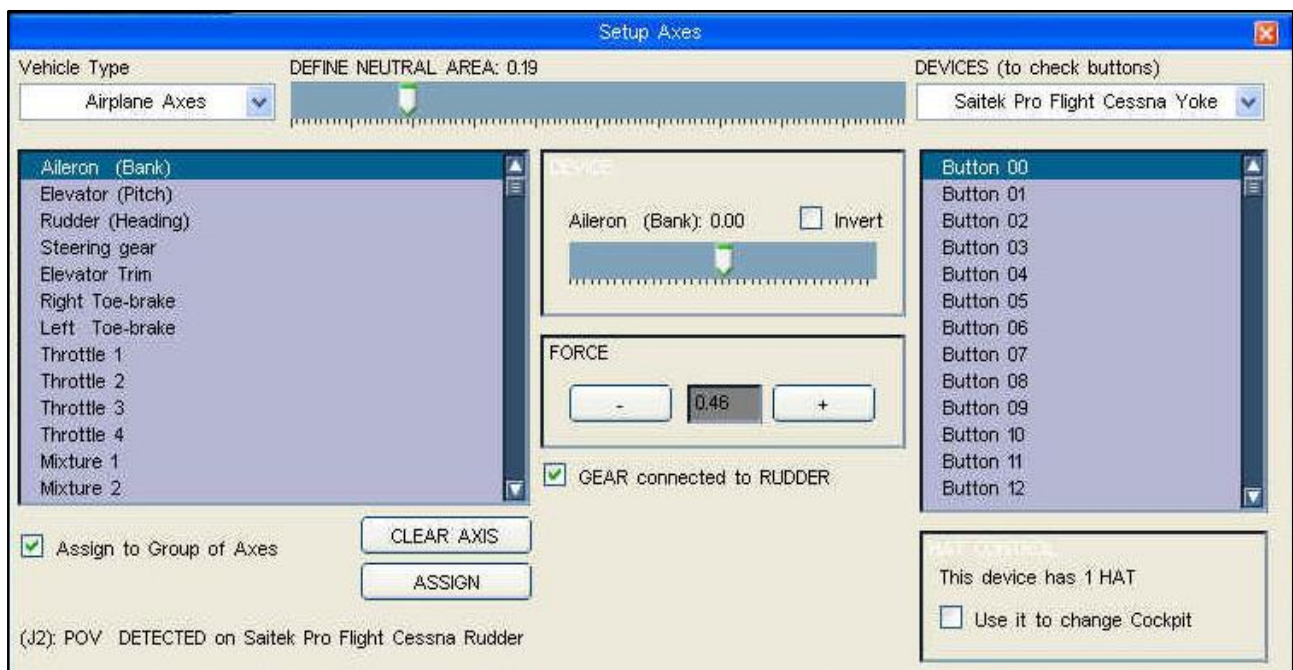 Setup Axes
Vehicle Type
DEFINE NEUTRAL AREA: 0.19
DEVICES (to check buttons)
Airplane Axes
Saitek Pro Flight Cessna Yoke
Aileron (Bank)
Elevator (Pitch)
Rudder (Heading)
Steering gear
Elevator Trim
Right Toe-brake
Left Toe-brake
Throttle 1
Throttle 2
Throttle 3
Throttle 4
Mixture 1
Mixture 2
DEVICE
Aileron (Bank): 0.00
Invert
FORCE
-
0.46
+
GEAR connected to RUDDER
Button 00
Button 01
Button 02
Button 03
Button 04
Button 05
Button 06
Button 07
Button 08
Button 09
Button 10
Button 11
Button 12
Assign to Group of Axes
CLEAR AXIS
ASSIGN
HAT CONTROL
This device has 1 HAT
Use it to change Cockpit
(J2): POV DETECTED on Saitek Pro Flight Cessna Rudder